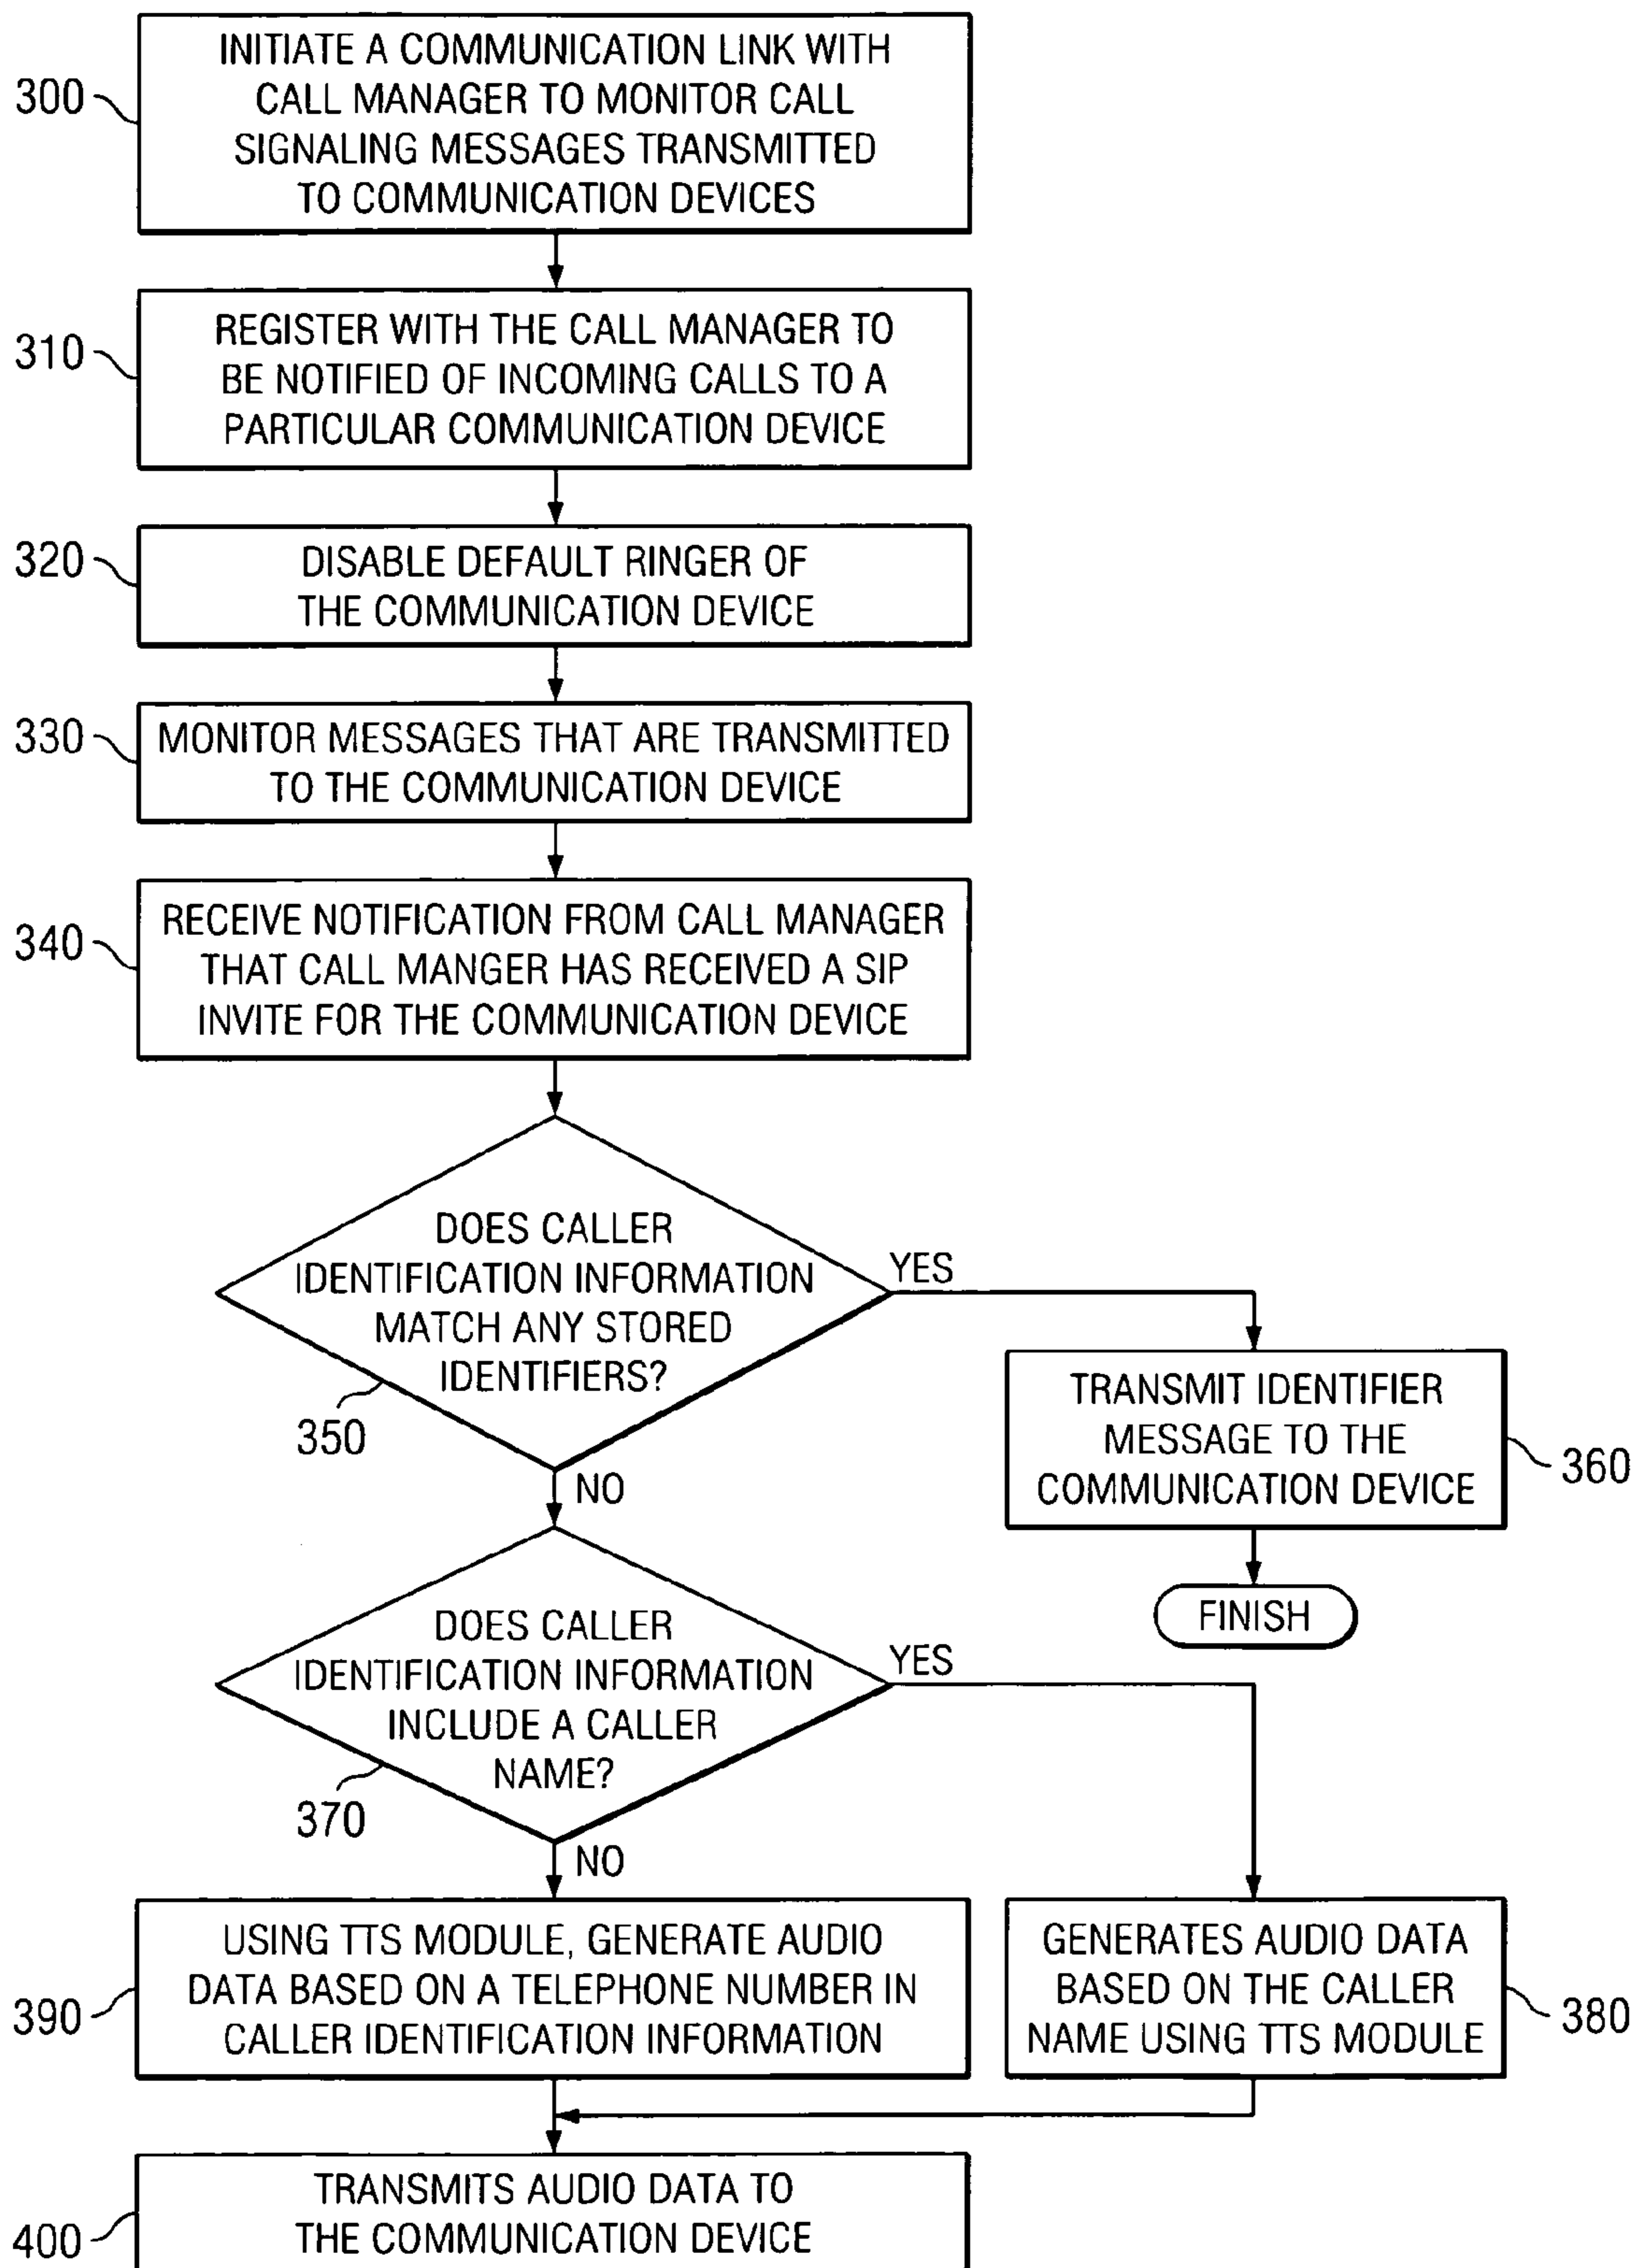 300
INITIATE A COMMUNICATION LINK WITH
CALL MANAGER TO MONITOR CALL
SIGNALING MESSAGES TRANSMITTED
TO COMMUNICATION DEVICES
310
REGISTER WITH THE CALL MANAGER TO
BE NOTIFIED OF INCOMING CALLS TO A
PARTICULAR COMMUNICATION DEVICE
320
DISABLE DEFAULT RINGER OF
THE COMMUNICATION DEVICE
330
MONITOR MESSAGES THAT ARE TRANSMITTED
TO THE COMMUNICATION DEVICE
340
RECEIVE NOTIFICATION FROM CALL MANAGER
THAT CALL MANGER HAS RECEIVED A SIP
INVITE FOR THE COMMUNICATION DEVICE
DOES CALLER
IDENTIFICATION INFORMATION
MATCH ANY STORED
IDENTIFIERS?
350
YES
NO
TRANSMIT IDENTIFIER
MESSAGE TO THE
COMMUNICATION DEVICE
360
FINISH
DOES CALLER
IDENTIFICATION INFORMATION
INCLUDE A CALLER
NAME?
370
YES
NO
390
USING TTS MODULE, GENERATE AUDIO
DATA BASED ON A TELEPHONE NUMBER IN
CALLER IDENTIFICATION INFORMATION
GENERATES AUDIO DATA
BASED ON THE CALLER
NAME USING TTS MODULE
380
400
TRANSMITS AUDIO DATA TO
THE COMMUNICATION DEVICE